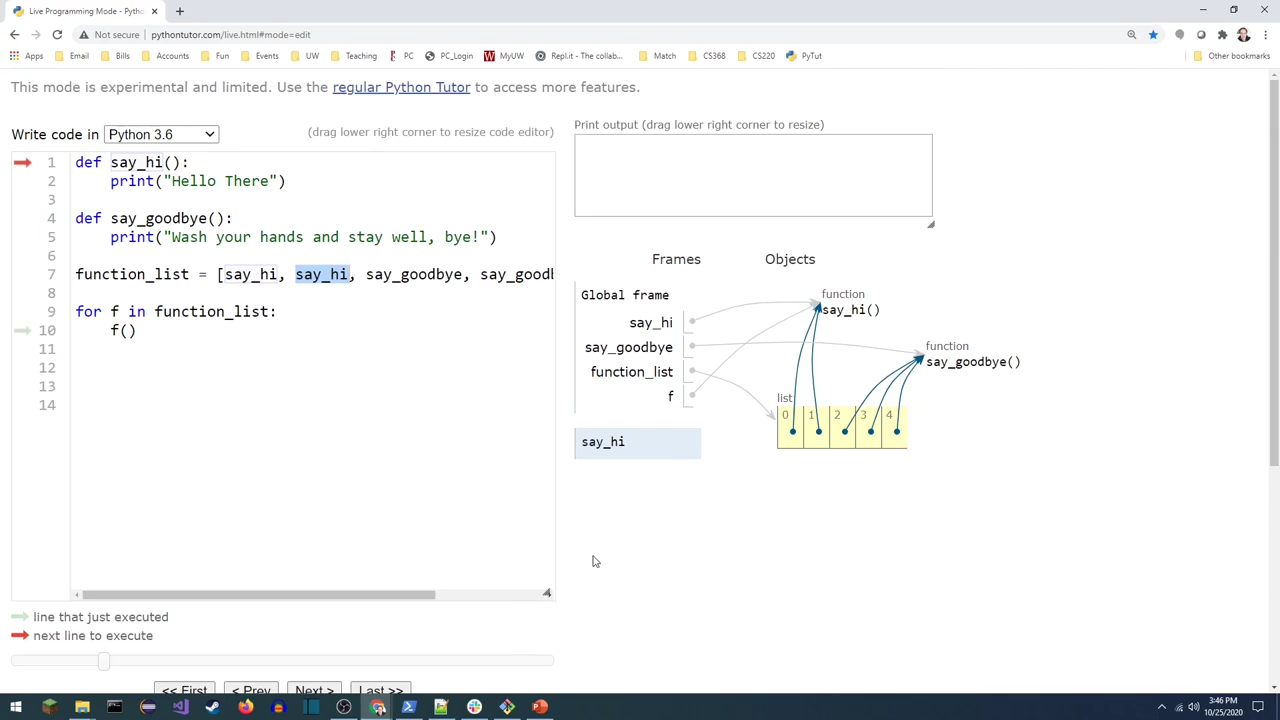 Live Programming Mode - Pytho
Not secure | pythontutor.com/live.html#mode=edit
Apps Email Bills Accounts Fun Events UW Teaching PC PC_Login MyUW Repl.it - The collab... Match CS368 CS220 PyTut Other bookmarks
This mode is experimental and limited. Use the regular Python Tutor to access more features.
Write code in Python 3.6
(drag lower right corner to resize code editor)
1 def say_hi():
2 print("Hello There")
3
4 def say_goodbye():
5 print("Wash your hands and stay well, bye!")
6
7 function_list = [say_hi, say_hi, say_goodbye, say_goodb
8
9 for f in function_list:
10 f()
11
12
13
14
line that just executed
next line to execute
<< First < Prev Next > Last >>
Print output (drag lower right corner to resize)
Frames Objects
Global frame
say_hi
say_goodbye
function_list
f
say_hi
function
say_hi()
function
say_goodbye()
list
0 1 2 3 4
3:46 PM
10/25/2020